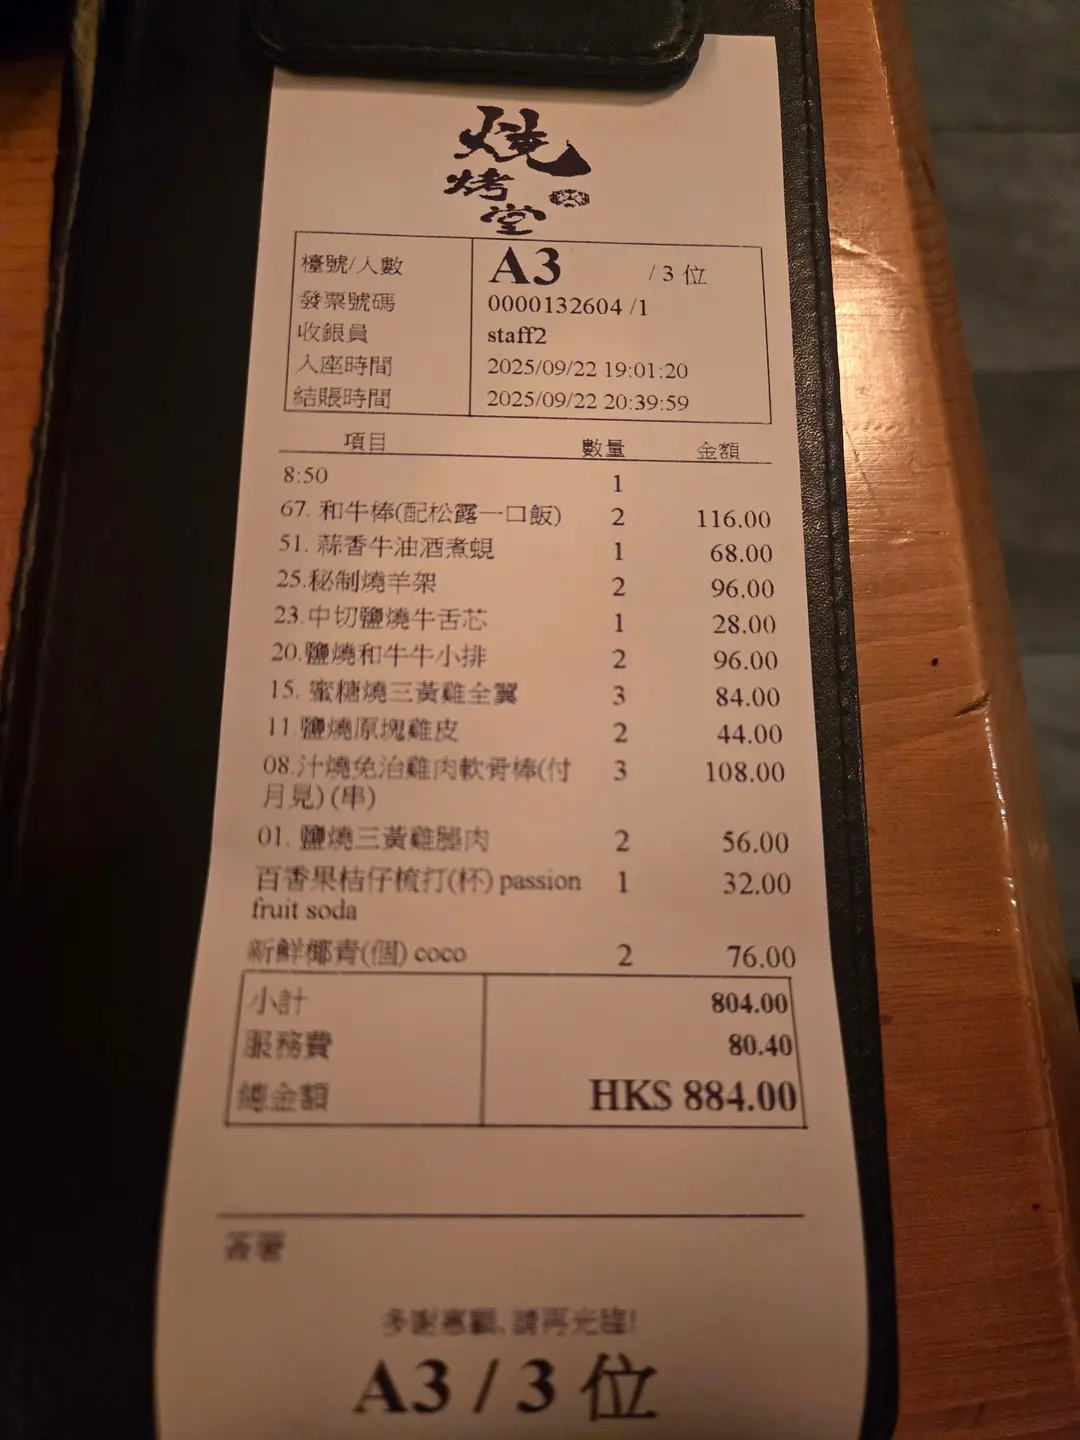 燒
烤
堂
檯號/人數 A3 /3 位
發票號碼 0000132604 /1
收銀員 staff2
入座時間 2025/09/22 19:01:20
結賬時間 2025/09/22 20:39:59
項目 數量 金額
8:50 1
67. 和牛棒(配松露一口飯) 2 116.00
51. 蒜香牛油酒煮蜆 1 68.00
25.秘制燒羊架 2 96.00
23.中切鹽燒牛舌芯 1 28.00
20.鹽燒和牛牛小排 2 96.00
15. 蜜糖燒三黃雞全翼 3 84.00
11.鹽燒原塊雞皮 2 44.00
08.汁燒免治雞肉軟骨棒(付 3 108.00
月見) (串)
01. 鹽燒三黃雞腿肉 2 56.00
百香果桔仔梳打(杯) passion 1 32.00
fruit soda
新鮮椰青(個) coco 2 76.00
小計 804.00
服務費 80.40
總金額 HK$ 884.00
簽署
多謝惠顧,請再光臨!
A3 / 3 位